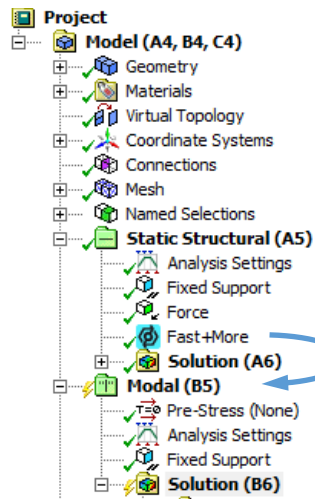 Project
Model (A4, B4, C4)
Geometry
Materials
Virtual Topology
Coordinate Systems
Connections
Mesh
Named Selections
Static Structural (A5)
Analysis Settings
Fixed Support
Force
Fast+More
Solution (A6)
Modal (B5)
T=0 Pre-Stress (None)
Analysis Settings
Fixed Support
Solution (B6)